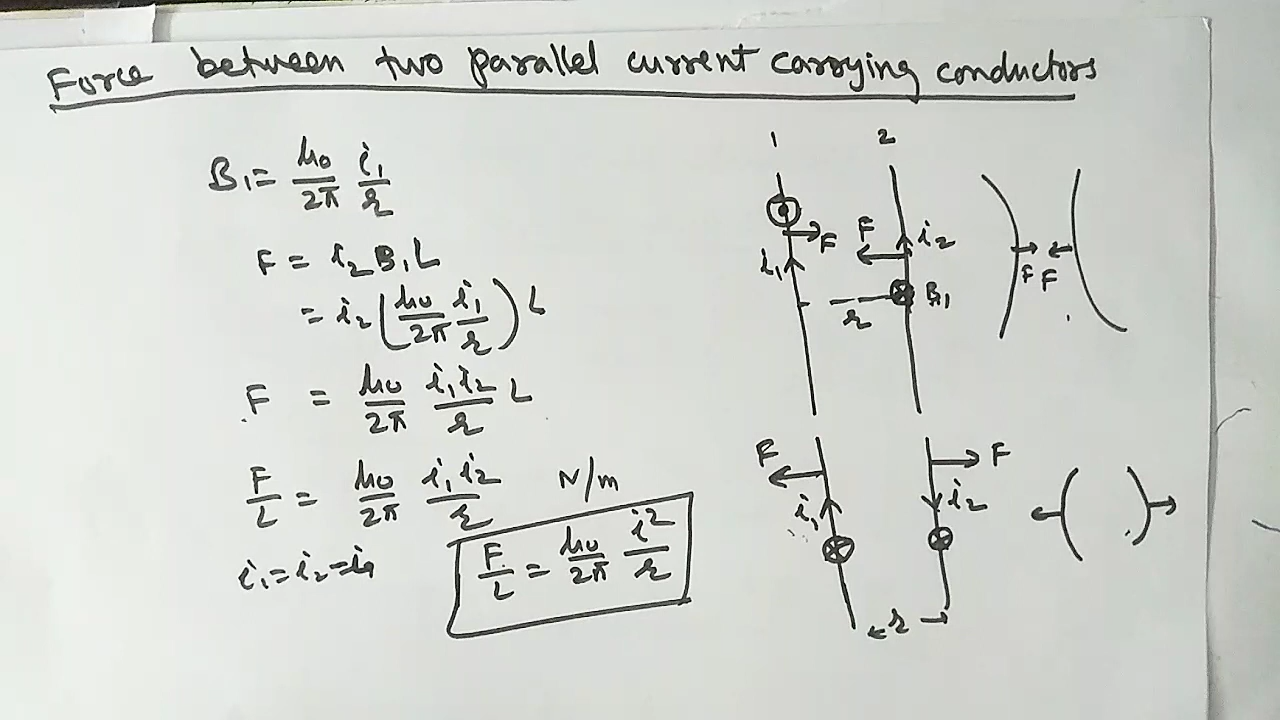 Force between two parallel current carrying conductors
B₁ = μ₀/2π i₁/r
F = i₂ B₁ L
= i₂ (μ₀/2π i₁/r) L
F = μ₀/2π i₁i₂/r L
F/L = μ₀/2π i₁i₂/r N/m
i₁ = i₂ = i
F/L = μ₀/2π i²/r
1 2
F F i₂
i₁ F F
r B₁
F F
i₁ i₂
r